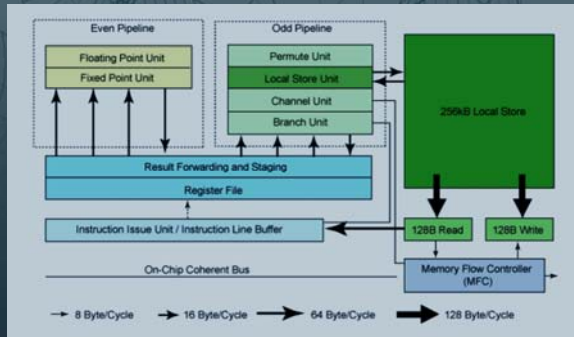 Even Pipeline
Odd Pipeline
Floating Point Unit
Fixed Point Unit
Permute Unit
Local Store Unit
Channel Unit
Branch Unit
256kB Local Store
Result Forwarding and Staging
Register File
Instruction Issue Unit / Instruction Line Buffer
128B Read
128B Write
On-Chip Coherent Bus
Memory Flow Controller
(MFC)
8 Byte/Cycle
16 Byte/Cycle
64 Byte/Cycle
128 Byte/Cycle